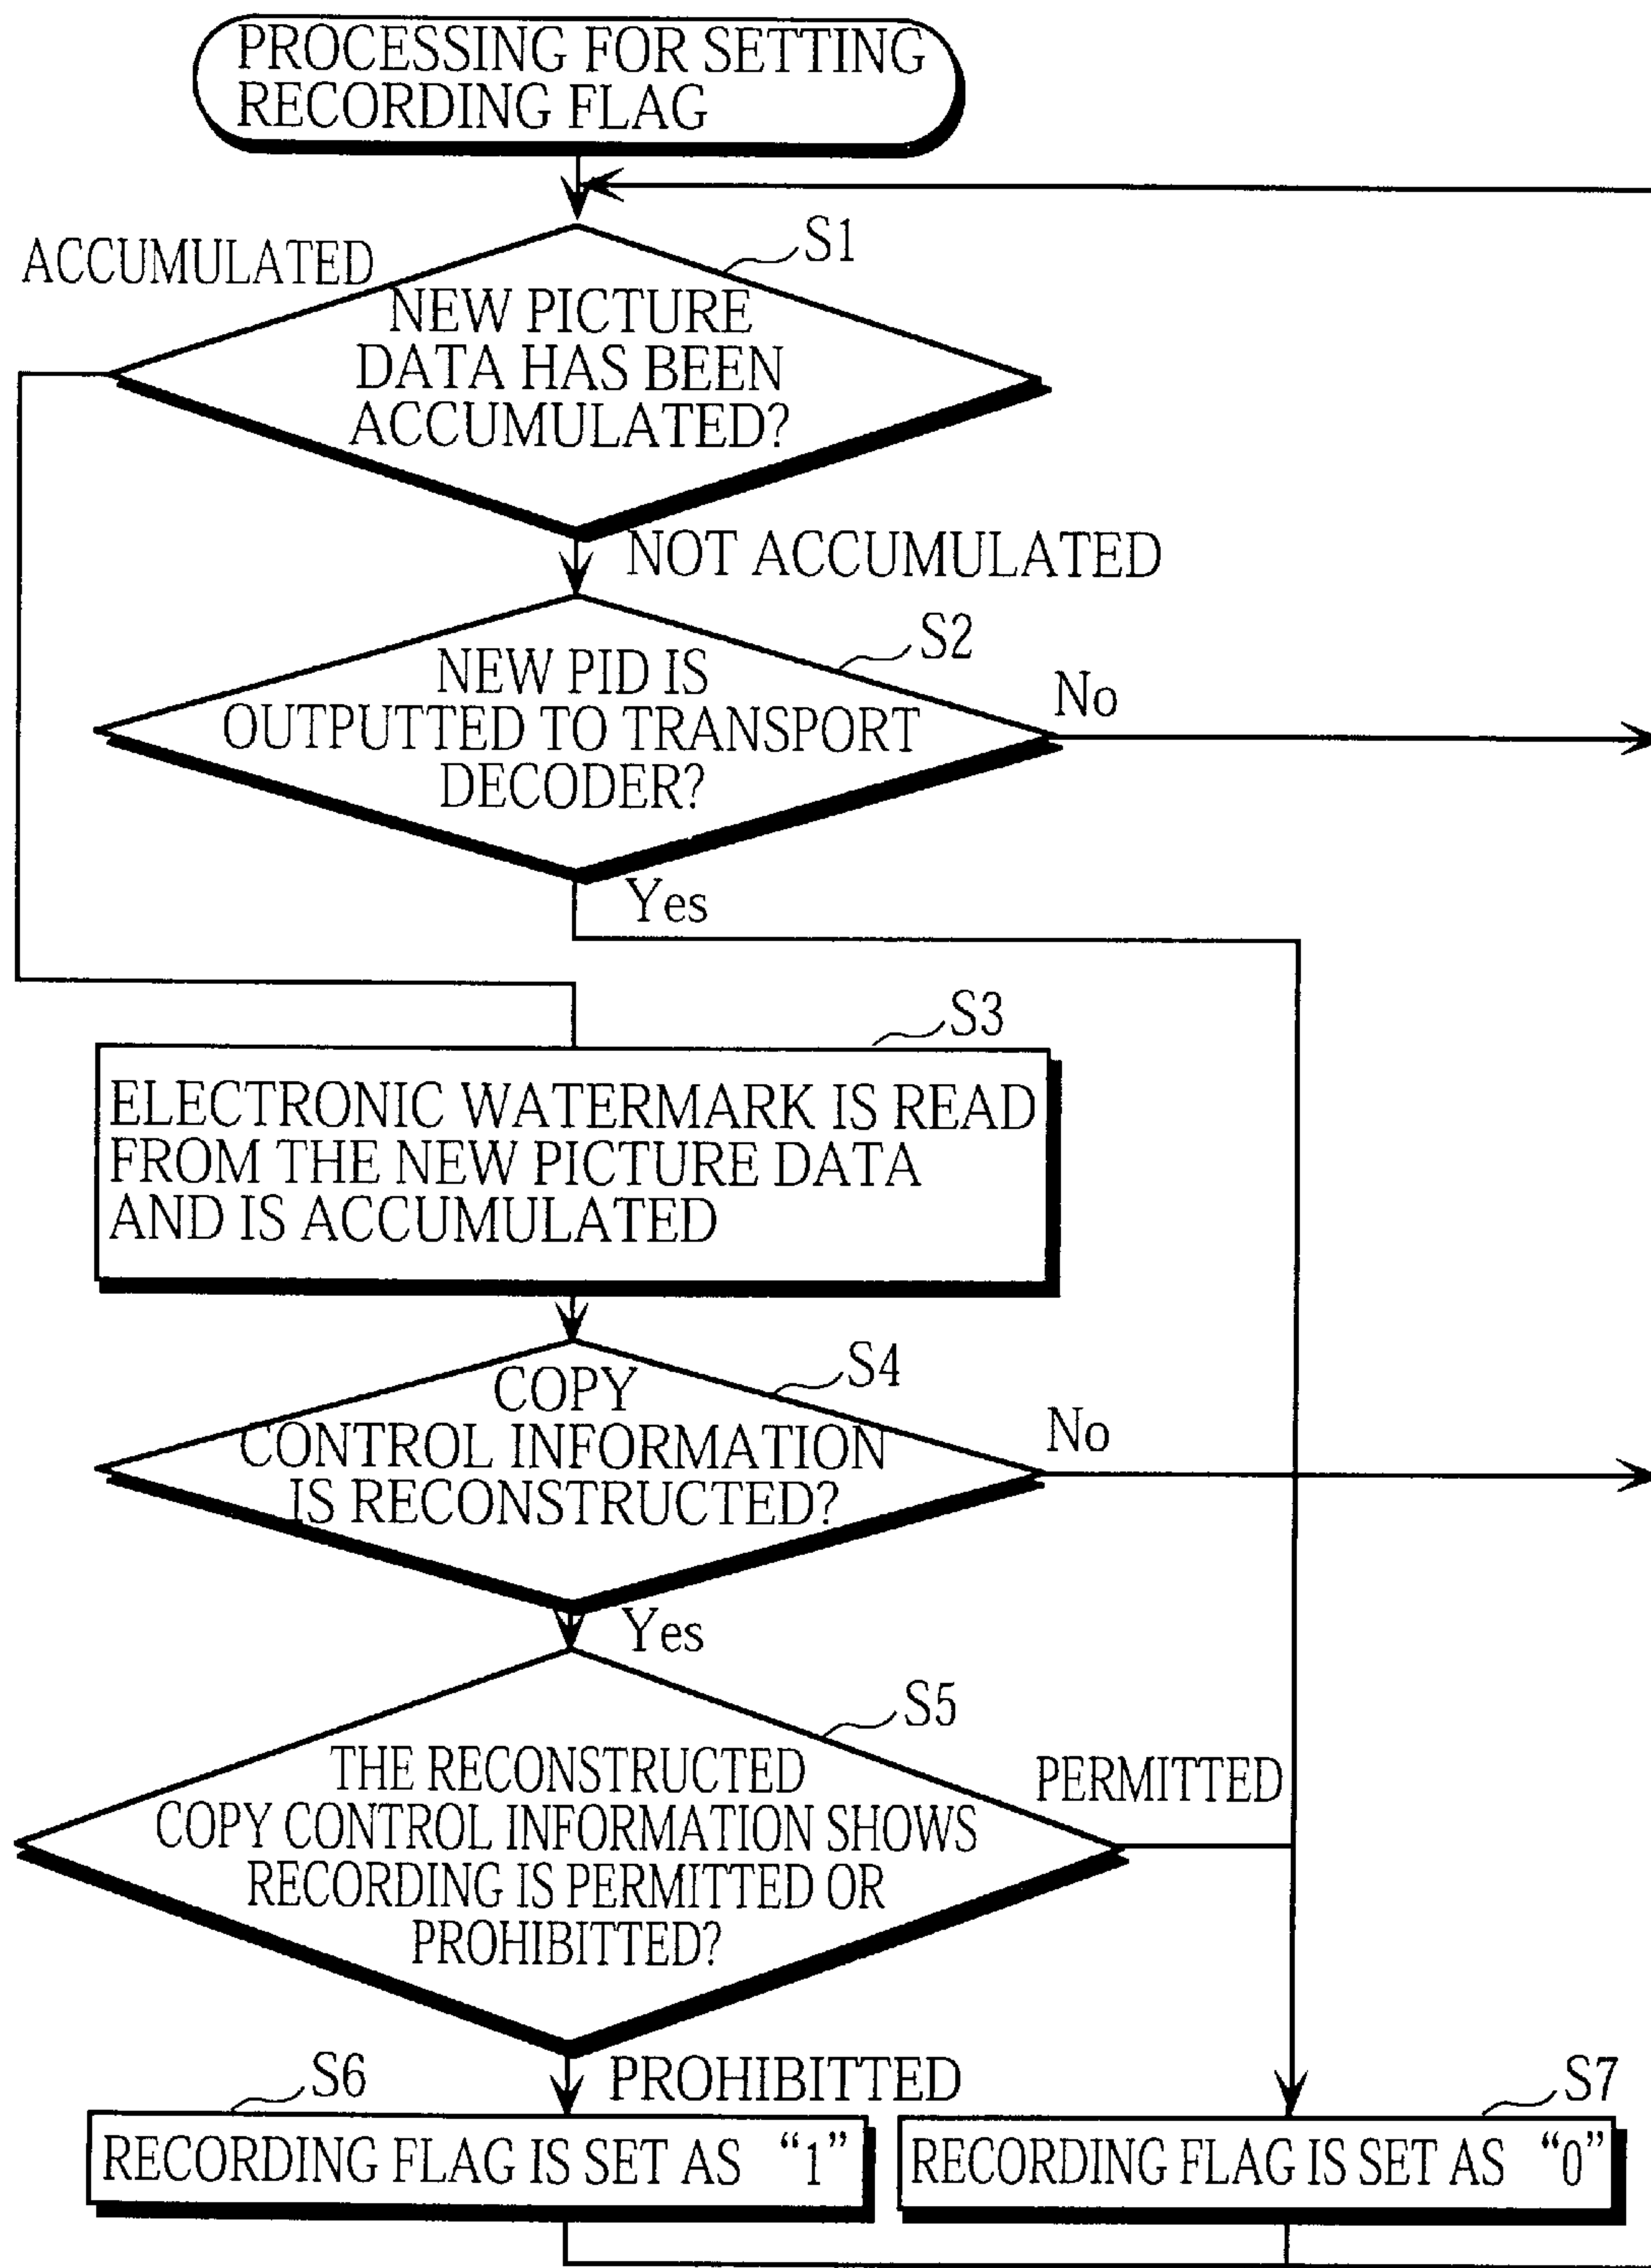 PROCESSING FOR SETTING
RECORDING FLAG
S1
ACCUMULATED
NEW PICTURE
DATA HAS BEEN
ACCUMULATED?
NOT ACCUMULATED
S2
NEW PID IS
OUTPUTTED TO TRANSPORT
DECODER?
No
Yes
S3
ELECTRONIC WATERMARK IS READ
FROM THE NEW PICTURE DATA
AND IS ACCUMULATED
S4
COPY
CONTROL INFORMATION
IS RECONSTRUCTED?
No
Yes
S5
THE RECONSTRUCTED
COPY CONTROL INFORMATION SHOWS
RECORDING IS PERMITTED OR
PROHIBITTED?
PERMITTED
PROHIBITTED
S6
RECORDING FLAG IS SET AS “1”
S7
RECORDING FLAG IS SET AS “0”